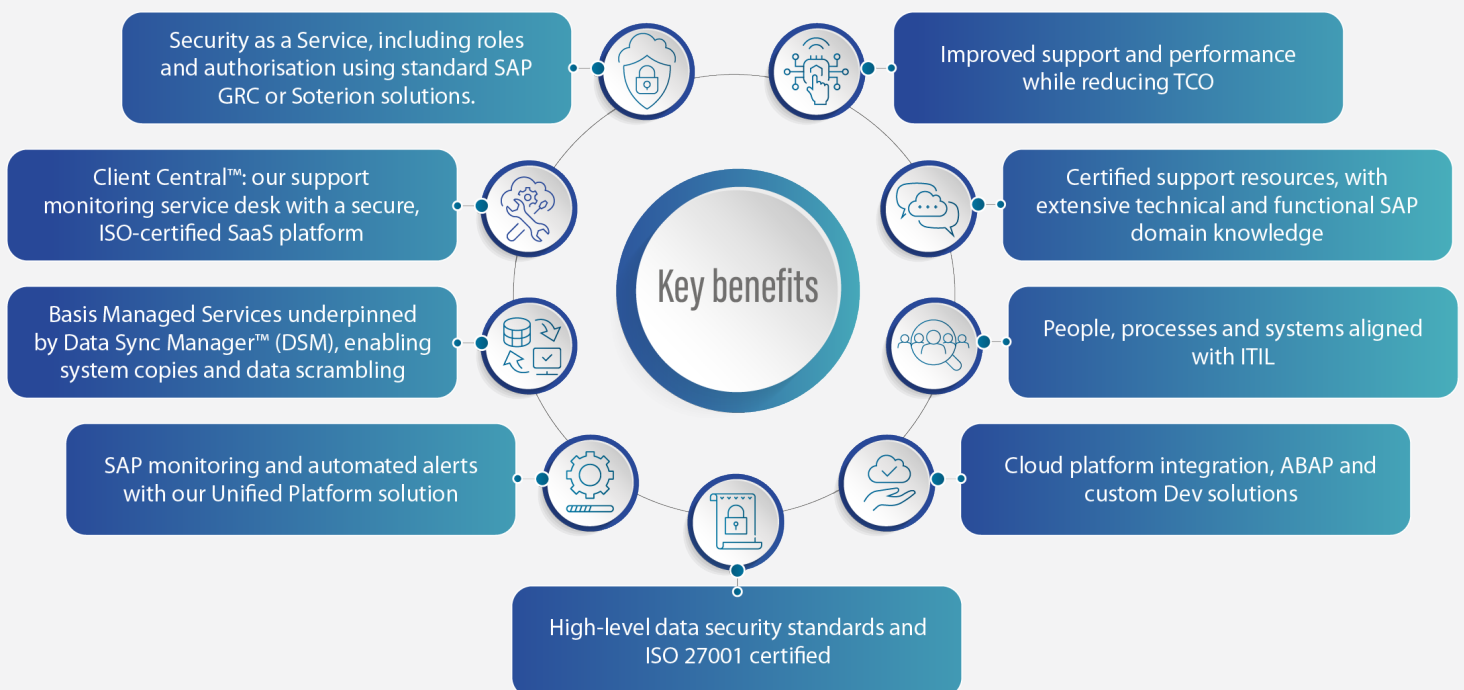 Security as a Service, including roles
and authorisation using standard SAP
GRC or Soterion solutions.
Improved support and performance
while reducing TCO
Client Central™: our support
monitoring service desk with a secure,
ISO-certified SaaS platform
Certified support resources, with
extensive technical and functional SAP
domain knowledge
Key benefits
Basis Managed Services underpinned
by Data Sync Manager™ (DSM), enabling
system copies and data scrambling
People, processes and systems aligned
with ITIL
SAP monitoring and automated alerts
with our Unified Platform solution
Cloud platform integration, ABAP and
custom Dev solutions
High-level data security standards and
ISO 27001 certified